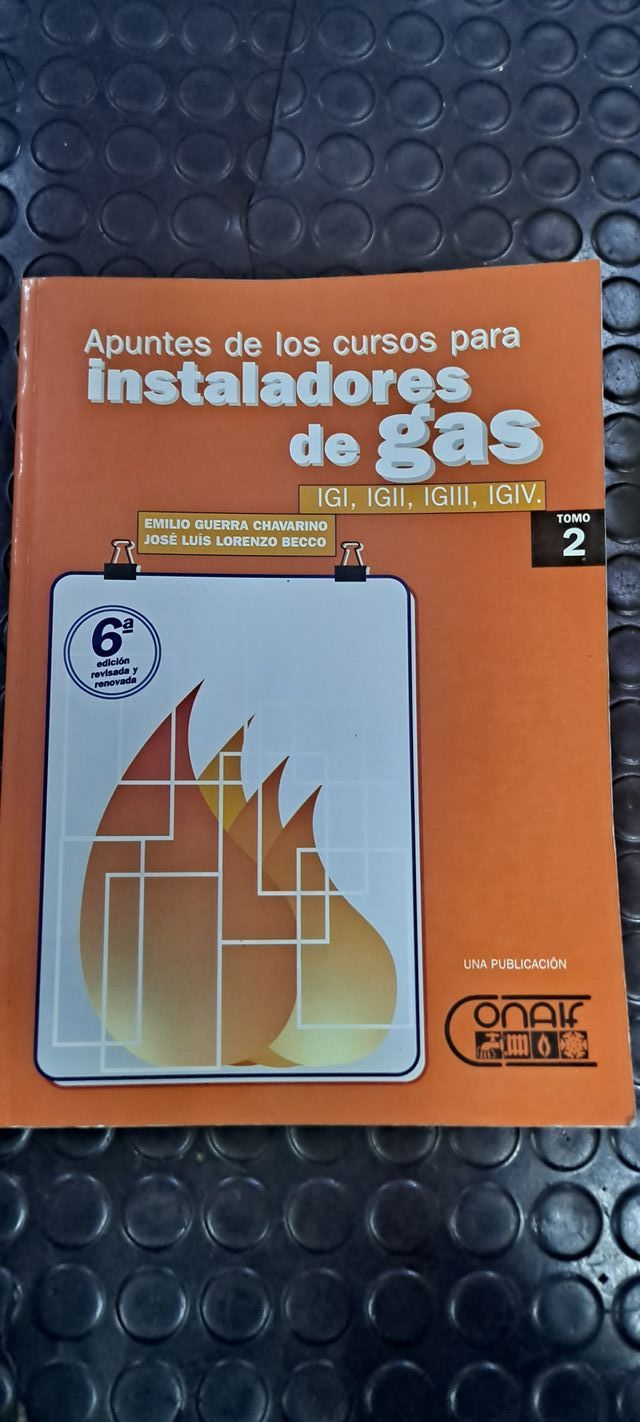 Apuntes de los cursos para
instaladores
de gas
IGI, IGII, IGIII, IGIV.
EMILIO GUERRA CHAVARINO
JOSÉ LUÍS LORENZO BECCO
TOMO
2
6ª
edición
revisada y
renovada
UNA PUBLICACIÓN
CONAIF